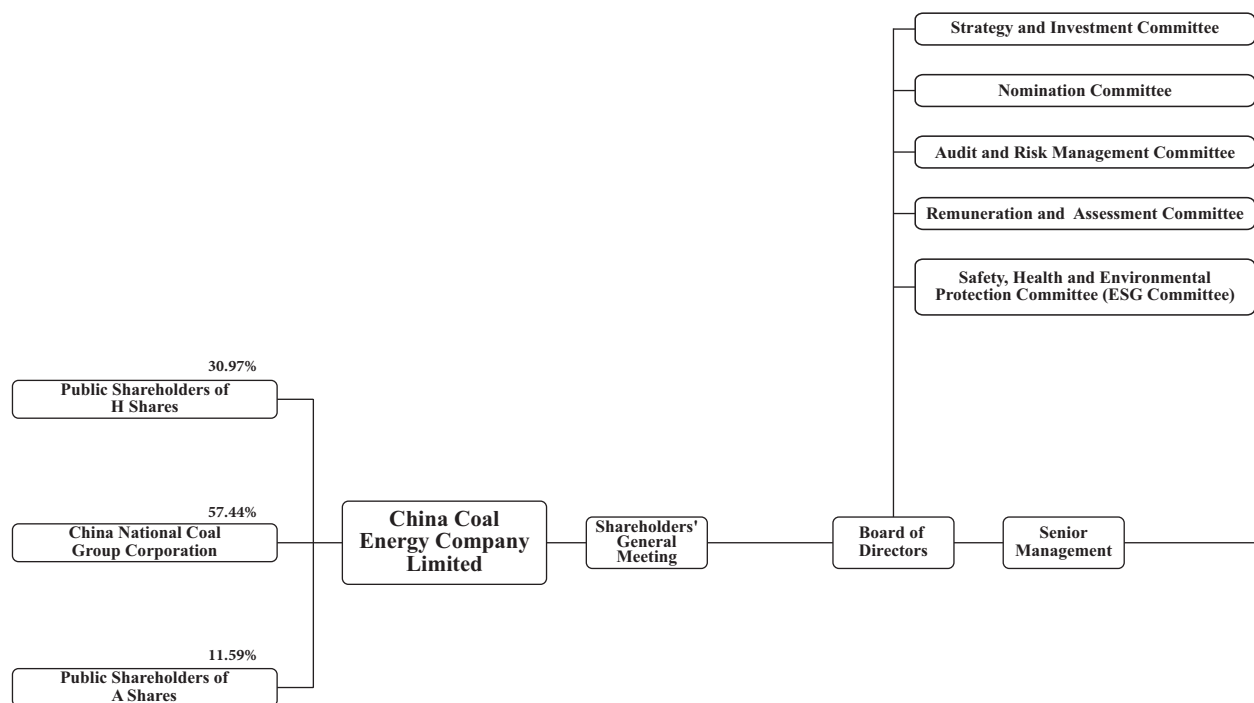 Strategy and Investment Committee
Nomination Committee
Audit and Risk Management Committee
Remuneration and Assessment Committee
Safety, Health and Environmental
Protection Committee (ESG Committee)
30.97%
Public Shareholders of
H Shares
57.44%
China National Coal
Group Corporation
11.59%
Public Shareholders of
A Shares
China Coal
Energy Company
Limited
Shareholders'
General
Meeting
Board of
Directors
Senior
Management